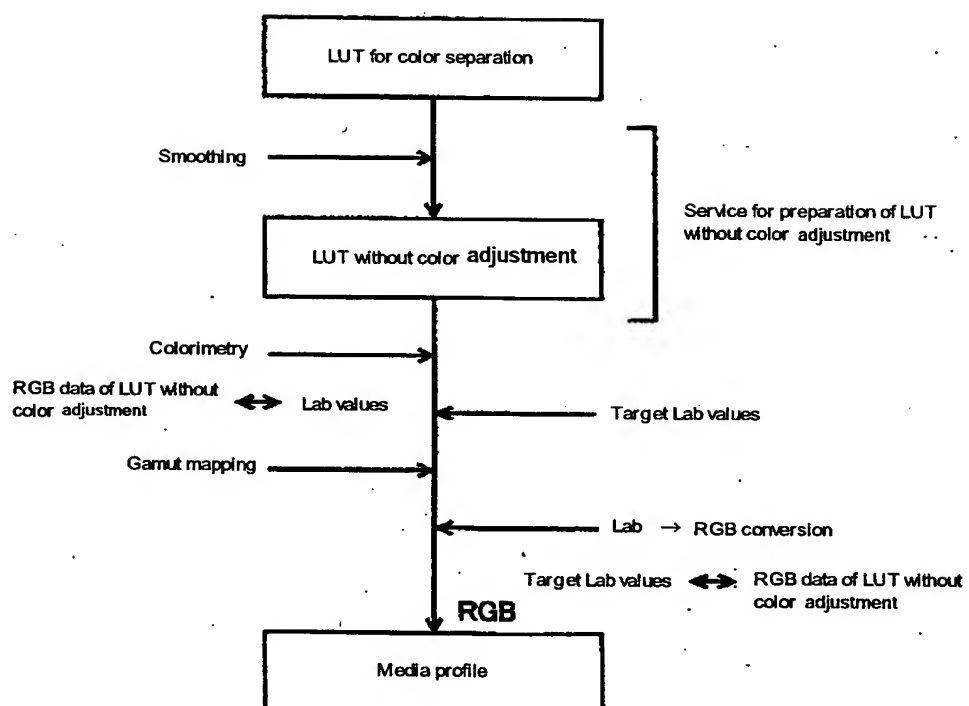 LUT for color separation
Smoothing
Service for preparation of LUT
without color adjustment
LUT without color adjustment
Colorimetry
RGB data of LUT without
color adjustment
Lab values
Target Lab values
Gamut mapping
Lab → RGB conversion
Target Lab values
RGB data of LUT without
color adjustment
RGB
Media profile